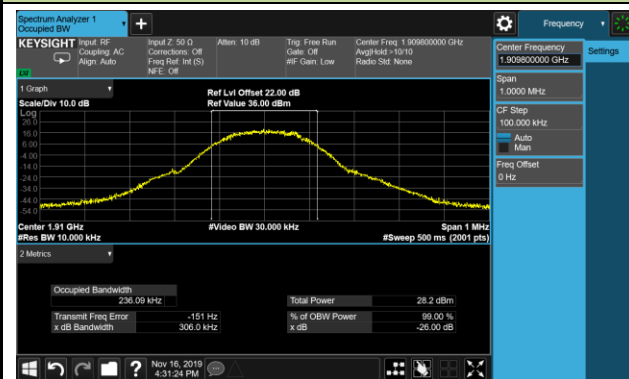 Spectrum Analyzer 1
Occupied BW
Frequency
KEYSIGHT
Input: RF
Coupling: AC
Align: Auto
Input Z: 50 Ω
Corrections: Off
Freq Ref: Int (S)
NFE: Off
Atten: 10 dB
Trig: Free Run
Gate: Off
#IF Gain: Low
Center Freq: 1.909800000 GHz
Avg|Hold:>10/10
Radio Std: None
Center Frequency
1.909800000 GHz
Settings
Span
1.0000 MHz
CF Step
100.000 kHz
Auto
Man
Freq Offset
0 Hz
1 Graph
Scale/Div 10.0 dB
Ref Lvl Offset 22.00 dB
Ref Value 36.00 dBm
Log
26.0
16.0
6.00
-4.00
-14.0
-24.0
-34.0
-44.0
-54.0
Center 1.91 GHz
#Video BW 30.000 kHz
Span 1 MHz
#Res BW 10.000 kHz
#Sweep 500 ms (2001 pts)
2 Metrics
Occupied Bandwidth
236.09 kHz
Total Power 28.2 dBm
Transmit Freq Error -151 Hz
% of OBW Power 99.00 %
x dB Bandwidth 306.0 kHz
x dB -26.00 dB
?
Nov 16, 2019
4:31:24 PM